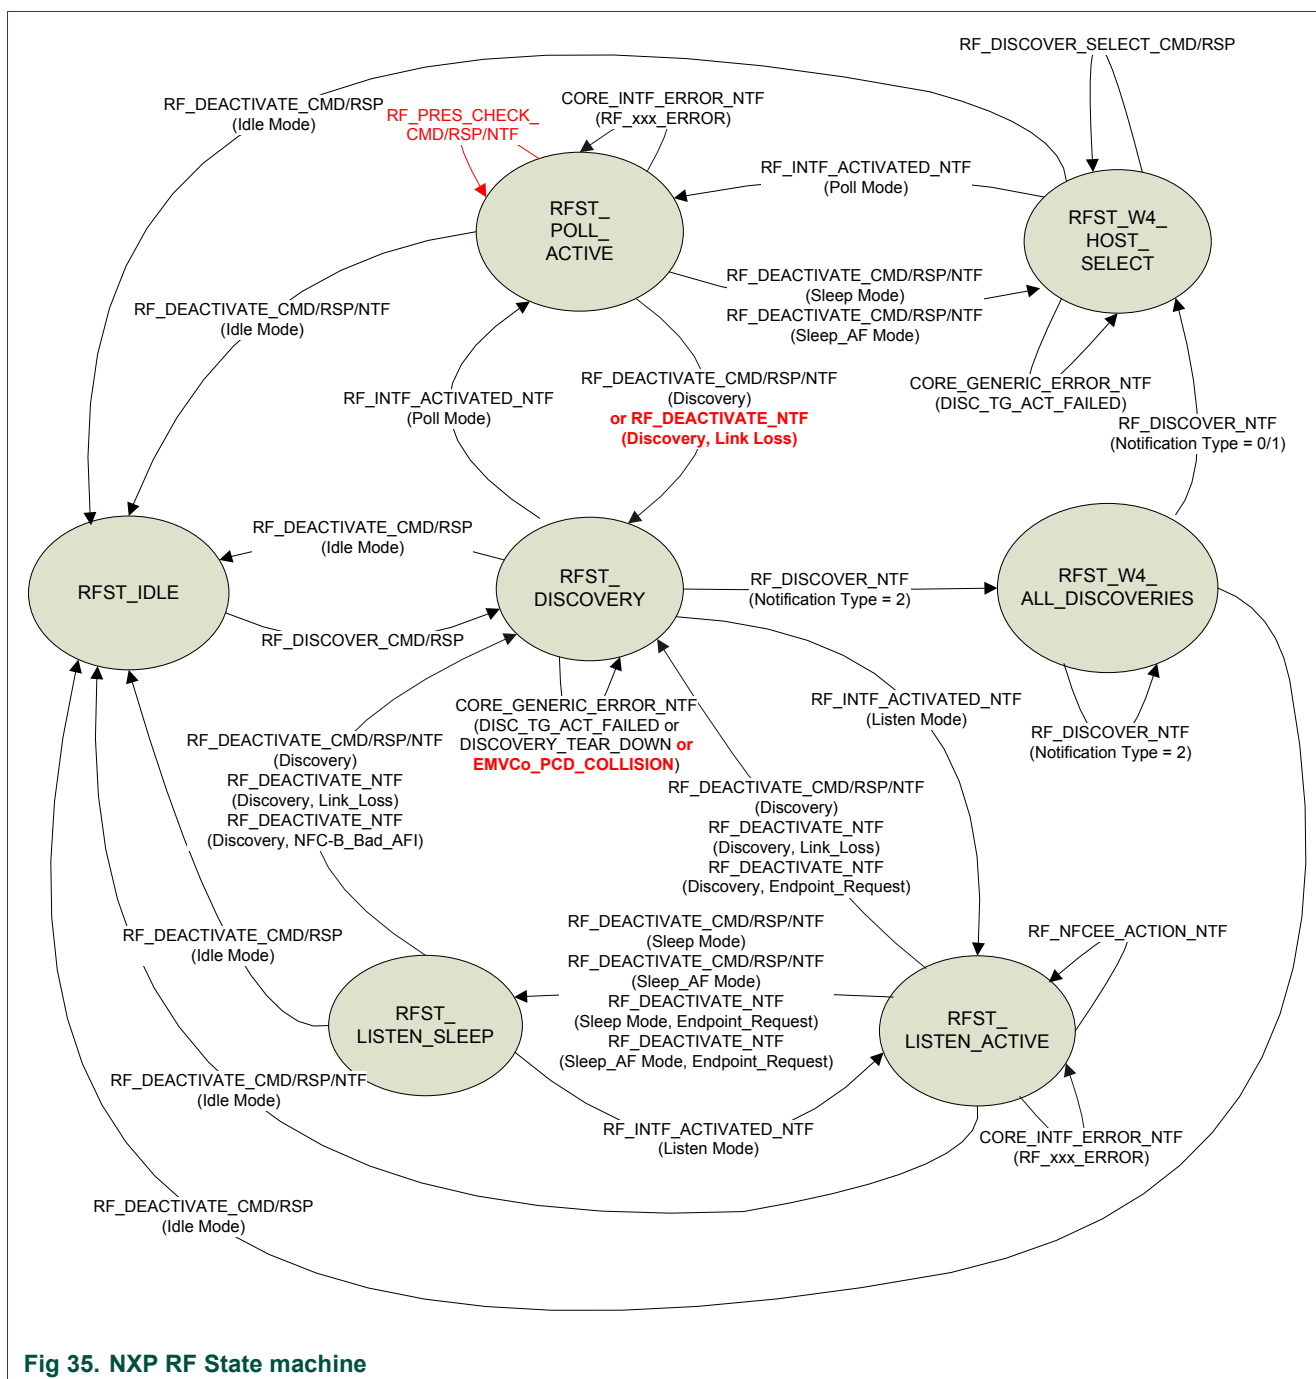 RF_DISCOVER_SELECT_CMD/RSP
RF_DEACTIVATE_CMD/RSP
(Idle Mode)
RF_PRES_CHECK_
CMD/RSP/NTF
CORE_INTF_ERROR_NTF
(RF_xxx_ERROR)
RF_INTF_ACTIVATED_NTF
(Poll Mode)
RFST_
POLL_
ACTIVE
RFST_W4_
HOST_
SELECT
RF_DEACTIVATE_CMD/RSP/NTF
(Sleep Mode)
RF_DEACTIVATE_CMD/RSP/NTF
(Sleep_AF Mode)
RF_DEACTIVATE_CMD/RSP/NTF
(Idle Mode)
RF_INTF_ACTIVATED_NTF
(Poll Mode)
RF_DEACTIVATE_CMD/RSP/NTF
(Discovery)
or RF_DEACTIVATE_NTF
(Discovery, Link Loss)
CORE_GENERIC_ERROR_NTF
(DISC_TG_ACT_FAILED)
RF_DISCOVER_NTF
(Notification Type = 0/1)
RF_DEACTIVATE_CMD/RSP
(Idle Mode)
RFST_IDLE
RFST_
DISCOVERY
RF_DISCOVER_NTF
(Notification Type = 2)
RFST_W4_
ALL_DISCOVERIES
RF_DISCOVER_CMD/RSP
CORE_GENERIC_ERROR_NTF
(DISC_TG_ACT_FAILED or
DISCOVERY_TEAR_DOWN or
EMVCo_PCD_COLLISION)
RF_INTF_ACTIVATED_NTF
(Listen Mode)
RF_DISCOVER_NTF
(Notification Type = 2)
RF_DEACTIVATE_CMD/RSP/NTF
(Discovery)
RF_DEACTIVATE_NTF
(Discovery, Link_Loss)
RF_DEACTIVATE_NTF
(Discovery, NFC-B_Bad_AFI)
RF_DEACTIVATE_CMD/RSP/NTF
(Discovery)
RF_DEACTIVATE_NTF
(Discovery, Link_Loss)
RF_DEACTIVATE_NTF
(Discovery, Endpoint_Request)
RF_DEACTIVATE_CMD/RSP
(Idle Mode)
RF_DEACTIVATE_CMD/RSP/NTF
(Sleep Mode)
RF_DEACTIVATE_CMD/RSP/NTF
(Sleep_AF Mode)
RF_DEACTIVATE_NTF
(Sleep Mode, Endpoint_Request)
RF_DEACTIVATE_NTF
(Sleep_AF Mode, Endpoint_Request)
RF_NFCEE_ACTION_NTF
RFST_
LISTEN_SLEEP
RFST_
LISTEN_ACTIVE
RF_DEACTIVATE_CMD/RSP/NTF
(Idle Mode)
RF_INTF_ACTIVATED_NTF
(Listen Mode)
CORE_INTF_ERROR_NTF
(RF_xxx_ERROR)
RF_DEACTIVATE_CMD/RSP
(Idle Mode)
Fig 35. NXP RF State machine